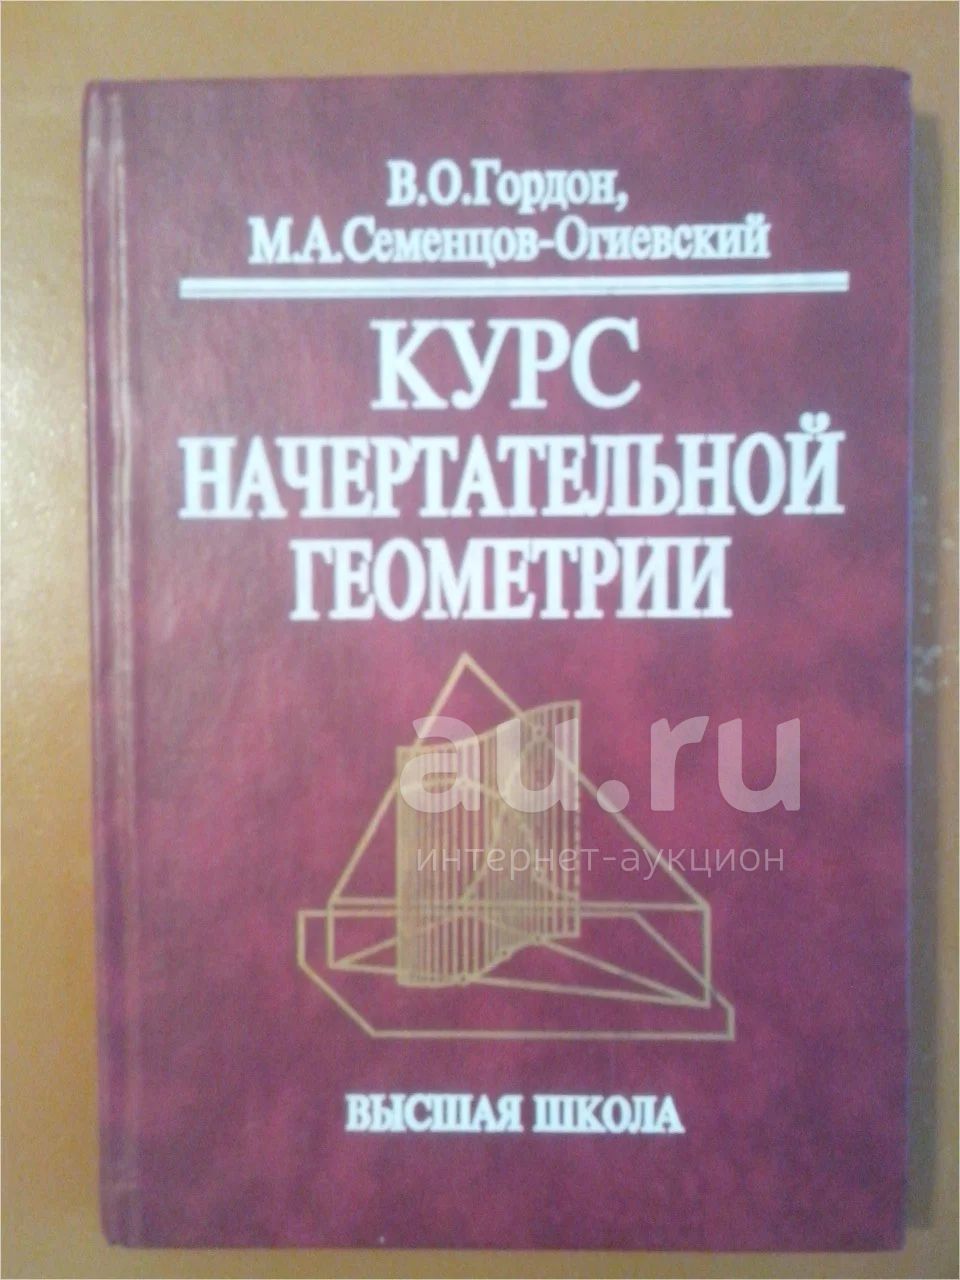 В.О.Гордон,
М.А.Семенцов-Огиевский
КУРС
НАЧЕРТАТЕЛЬНОЙ
ГЕОМЕТРИИ
au.ru
интернет-аукцион
ВЫСШАЯ ШКОЛА